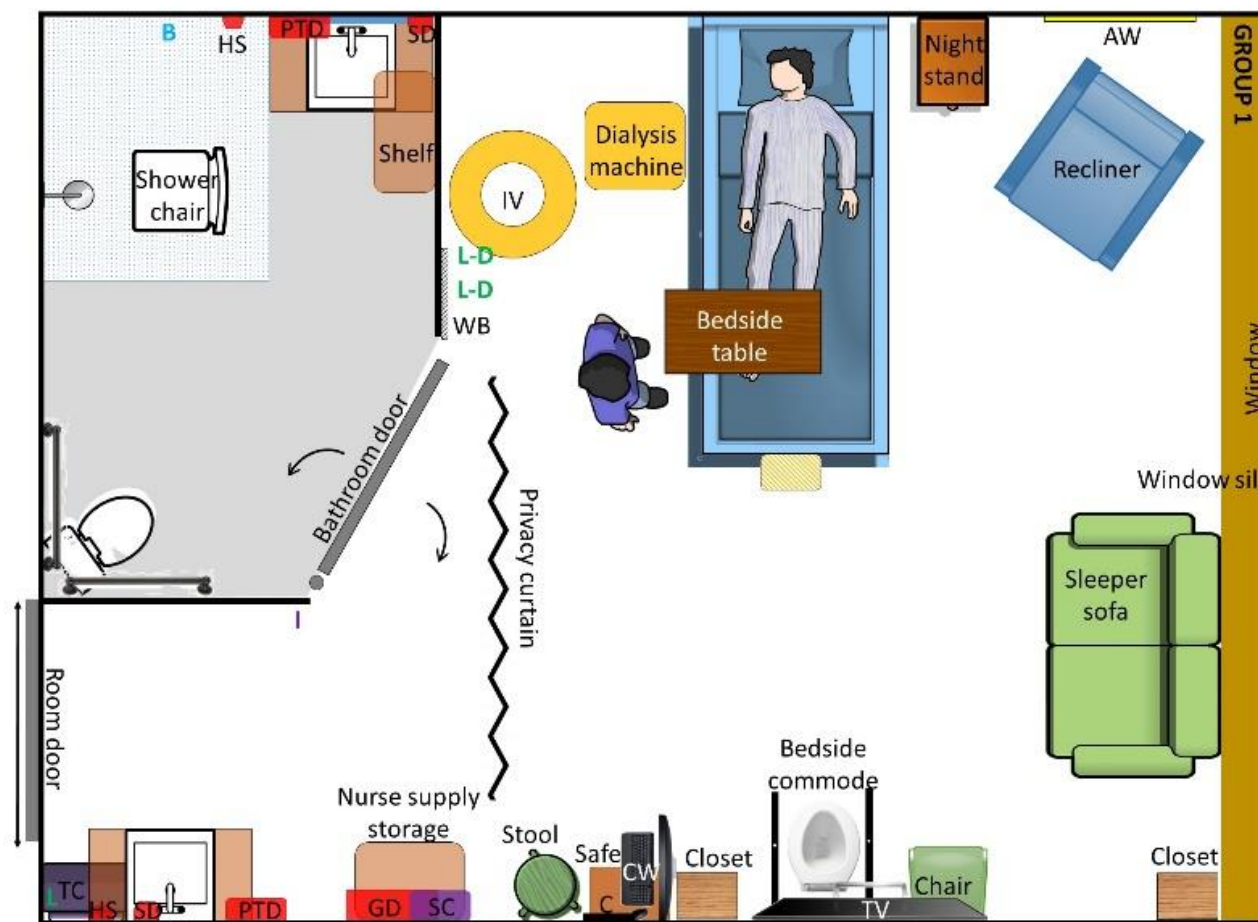 B
HS
PTD
SD
Shelf
Shower
chair
IV
Dialysis
machine
Night
stand
AW
GROUP 1
Recliner
L-D
L-D
WB
Bedside
table
Window
Bathroom door
Privacy curtain
Window sil
Sleeper
sofa
I
Room door
Bedside
commode
Nurse supply
storage
Stool
Safe
CW
Closet
Closet
L
TC
HS
SD
PTD
GD
SC
C
TV
Chair